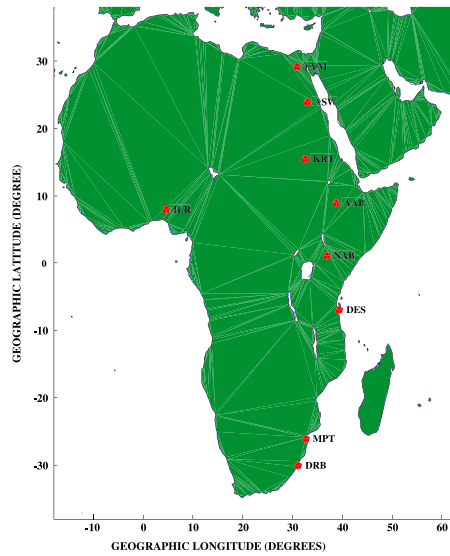 30
20
KRT
10
AAB
ILR
NAB
0
DES
-10
-20
MPT
-30
DRB
-10 0 10 20 30 40 50 60
GEOGRAPHIC LATITUDE (DEGREE)
GEOGRAPHIC LONGITUDE (DEGREES)